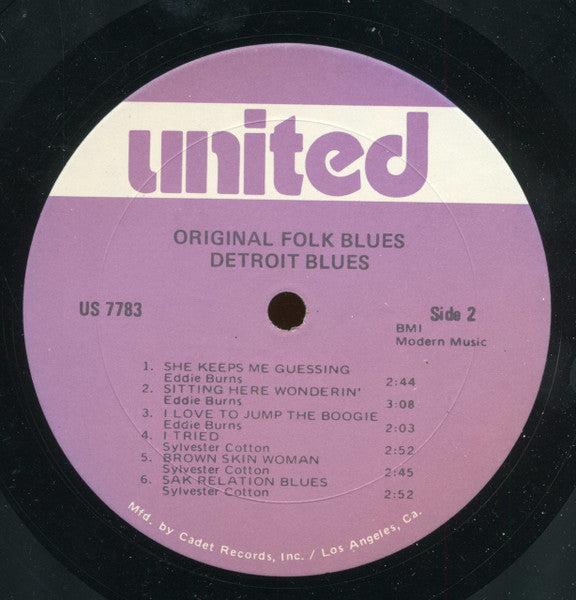 united
ORIGINAL FOLK BLUES
DETROIT BLUES
US 7783
Side 2
BMI
Modern Music
1. SHE KEEPS ME GUESSING
Eddie Burns 2:44
2. SITTING HERE WONDERIN'
Eddie Burns 3:08
3. I LOVE TO JUMP THE BOOGIE
Eddie Burns 2:03
4. I TRIED
Sylvester Cotton 2:52
5. BROWN SKIN WOMAN
Sylvester Cotton 2:45
6. SAK RELATION BLUES
Sylvester Cotton 2:52
Mfd. by Cadet Records, Inc. / Los Angeles, Ca.